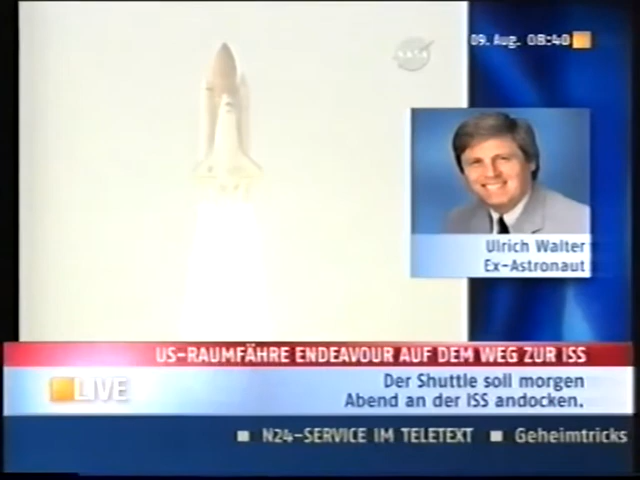 NASA
09. Aug. 08:40
Ulrich Walter
Ex-Astronaut
US-RAUMFÄHRE ENDEAVOUR AUF DEM WEG ZUR ISS
LIVE
Der Shuttle soll morgen
Abend an der ISS andocken.
N24-SERVICE IM TELETEXT
Geheimtricks